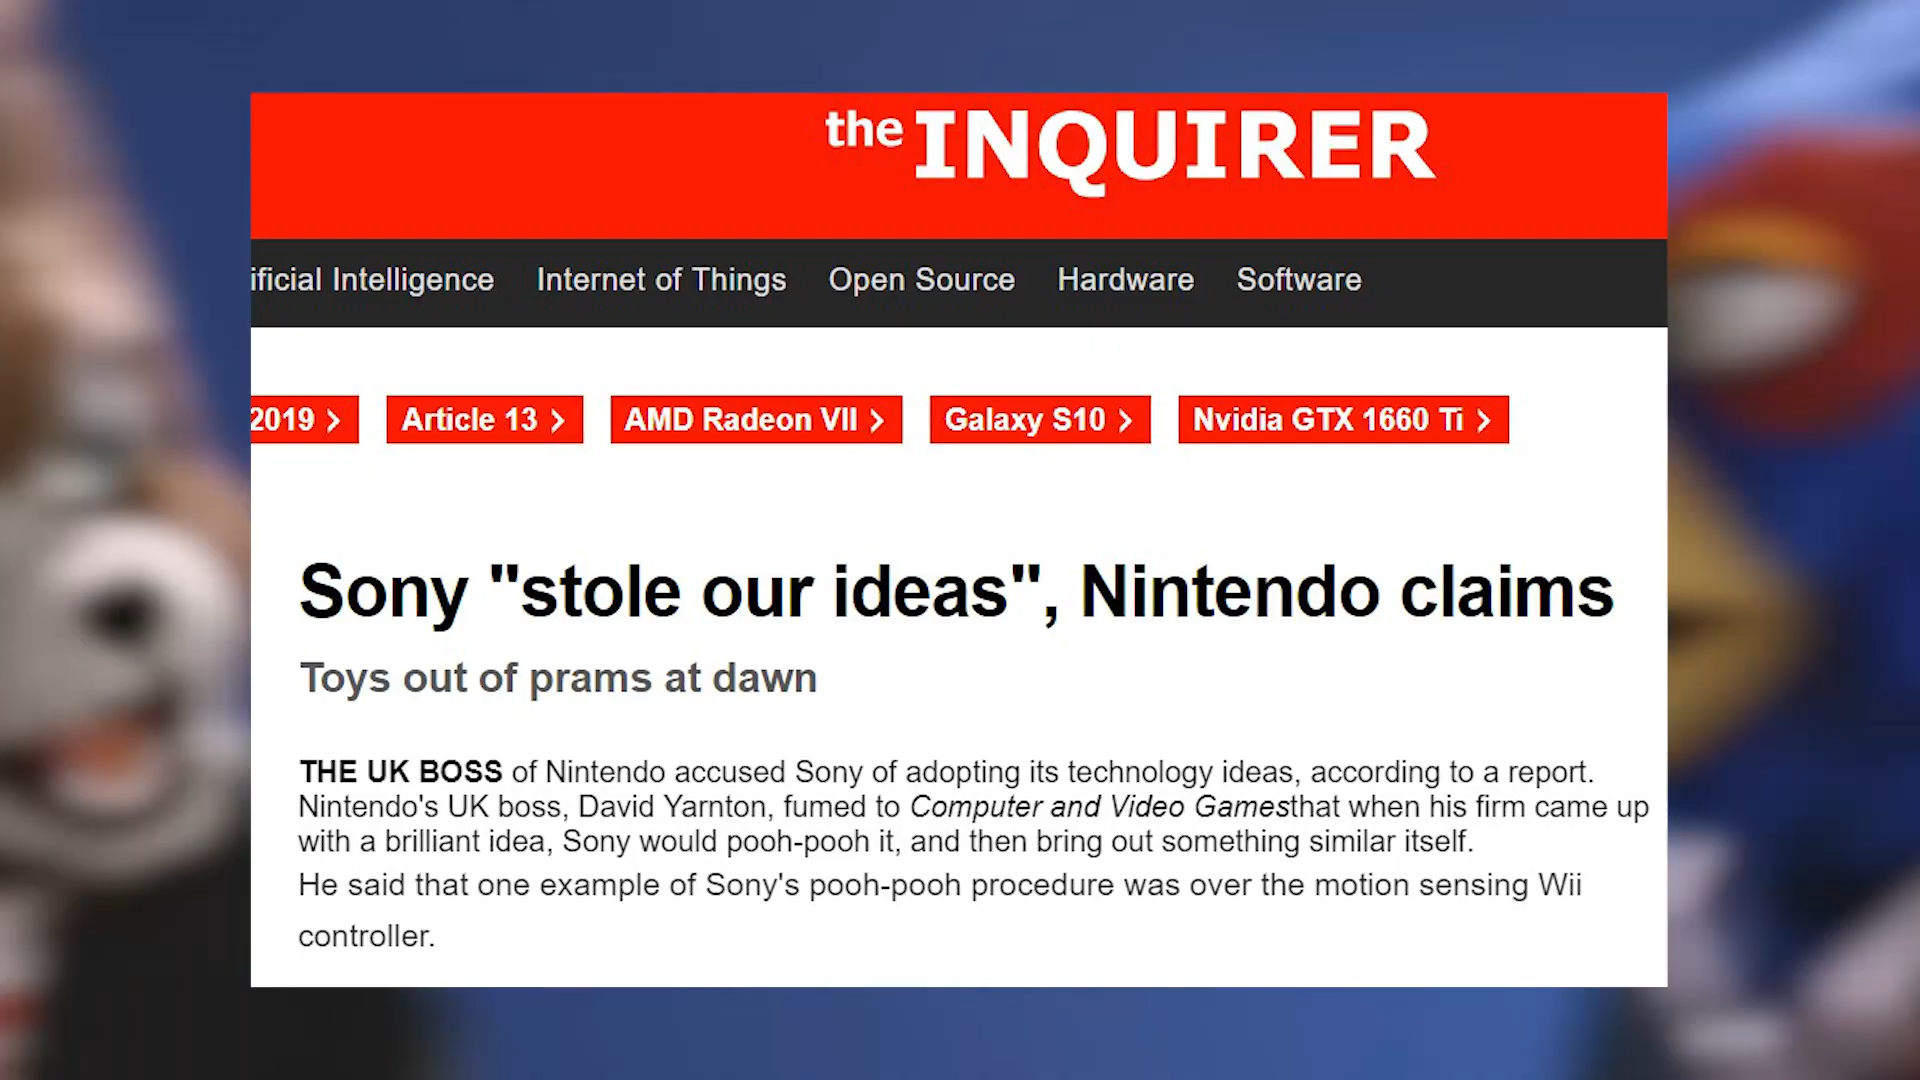 the INQUIRER
ificial Intelligence Internet of Things Open Source Hardware Software
2019 > Article 13 > AMD Radeon VII > Galaxy S10 > Nvidia GTX 1660 Ti >
Sony "stole our ideas", Nintendo claims
Toys out of prams at dawn
THE UK BOSS of Nintendo accused Sony of adopting its technology ideas, according to a report.
Nintendo's UK boss, David Yarnton, fumed to Computer and Video Gamesthat when his firm came up
with a brilliant idea, Sony would pooh-pooh it, and then bring out something similar itself.
He said that one example of Sony's pooh-pooh procedure was over the motion sensing Wii
controller.